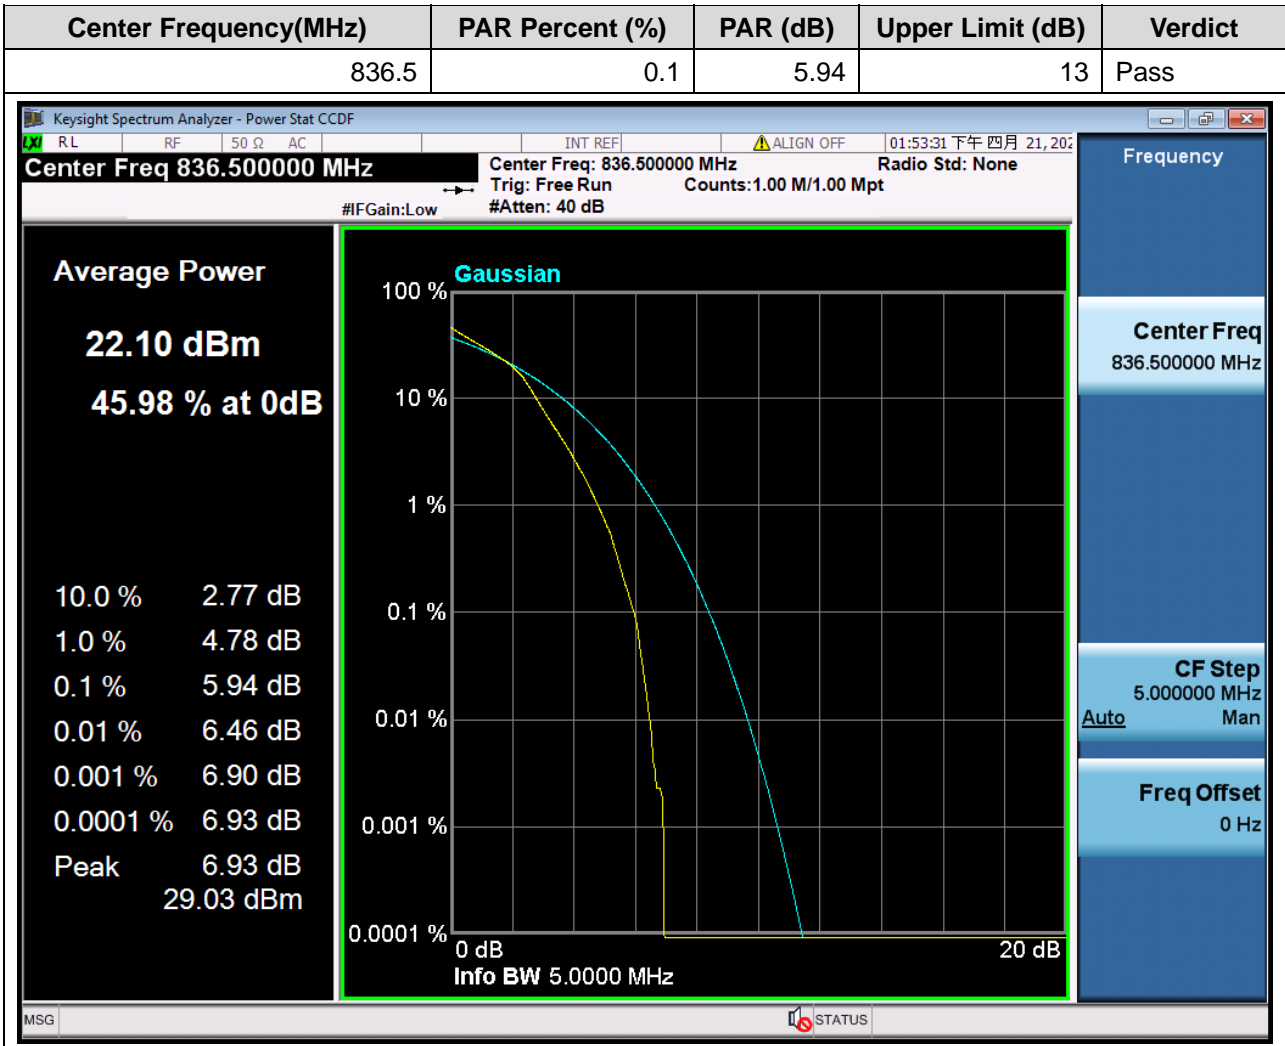 Center Frequency(MHz) PAR Percent (%) PAR (dB) Upper Limit (dB) Verdict
836.5 0.1 5.94 13 Pass
Keysight Spectrum Analyzer - Power Stat CCDF
LXI RL RF 50 Ω AC INT REF ALIGN OFF 01:53:31 下午 四月 21, 202
Center Freq 836.500000 MHz
Center Freq: 836.500000 MHz Radio Std: None
Trig: Free Run Counts:1.00 M/1.00 Mpt
#IFGain:Low #Atten: 40 dB
Average Power
22.10 dBm
45.98 % at 0dB
10.0 % 2.77 dB
1.0 % 4.78 dB
0.1 % 5.94 dB
0.01 % 6.46 dB
0.001 % 6.90 dB
0.0001 % 6.93 dB
Peak 6.93 dB
29.03 dBm
Gaussian
100 %
10 %
1 %
0.1 %
0.01 %
0.001 %
0.0001 %
0 dB 20 dB
Info BW 5.0000 MHz
Frequency
Center Freq
836.500000 MHz
CF Step
5.000000 MHz
Auto Man
Freq Offset
0 Hz
MSG STATUS